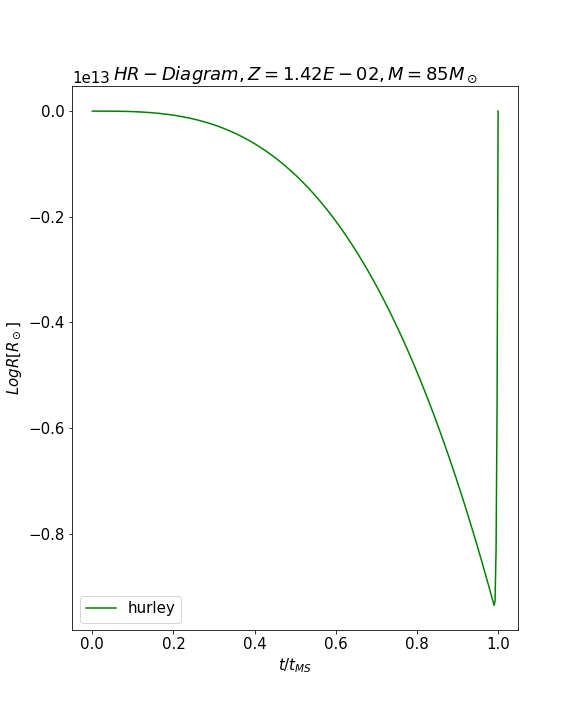 1e13 HR−Diagram, Z = 1.42E − 02, M = 85M⊙
0.0
−0.2
−0.4
−0.6
−0.8
LogR[R⊙]
hurley
0.0 0.2 0.4 0.6 0.8 1.0
t/tMS